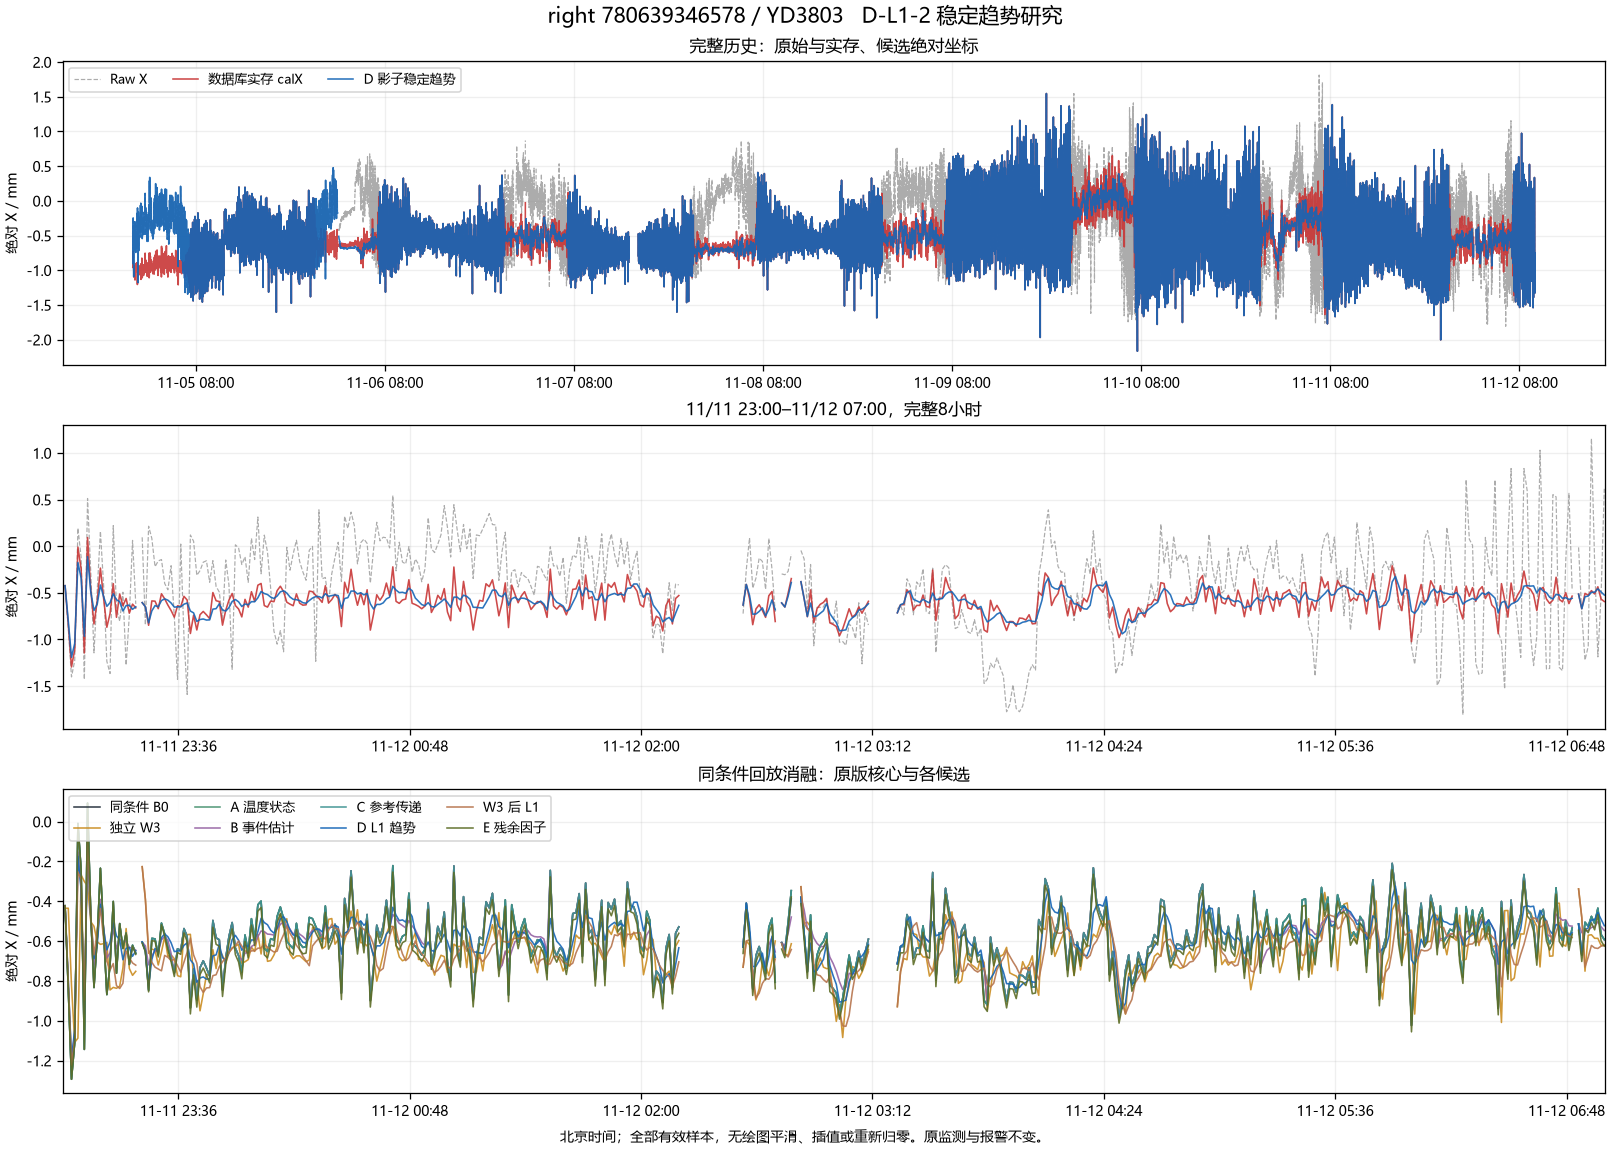 right 780639346578 / YD3803 D-L1-2 稳定趋势研究
完整历史：原始与实存、候选绝对坐标
Raw X 数据库实存 calX D 影子稳定趋势
绝对 X / mm
2.0
1.5
1.0
0.5
0.0
-0.5
-1.0
-1.5
-2.0
11-05 08:00 11-06 08:00 11-07 08:00 11-08 08:00 11-09 08:00 11-10 08:00 11-11 08:00 11-12 08:00
11/11 23:00–11/12 07:00，完整8小时
绝对 X / mm
1.0
0.5
0.0
-0.5
-1.0
-1.5
11-11 23:36 11-12 00:48 11-12 02:00 11-12 03:12 11-12 04:24 11-12 05:36 11-12 06:48
同条件回放消融：原版核心与各候选
同条件 B0 A 温度状态 C 参考传递 W3 后 L1
独立 W3 B 事件估计 D L1 趋势 E 残余因子
绝对 X / mm
0.0
-0.2
-0.4
-0.6
-0.8
-1.0
-1.2
11-11 23:36 11-12 00:48 11-12 02:00 11-12 03:12 11-12 04:24 11-12 05:36 11-12 06:48
北京时间；全部有效样本，无绘图平滑、插值或重新归零。原监测与报警不变。